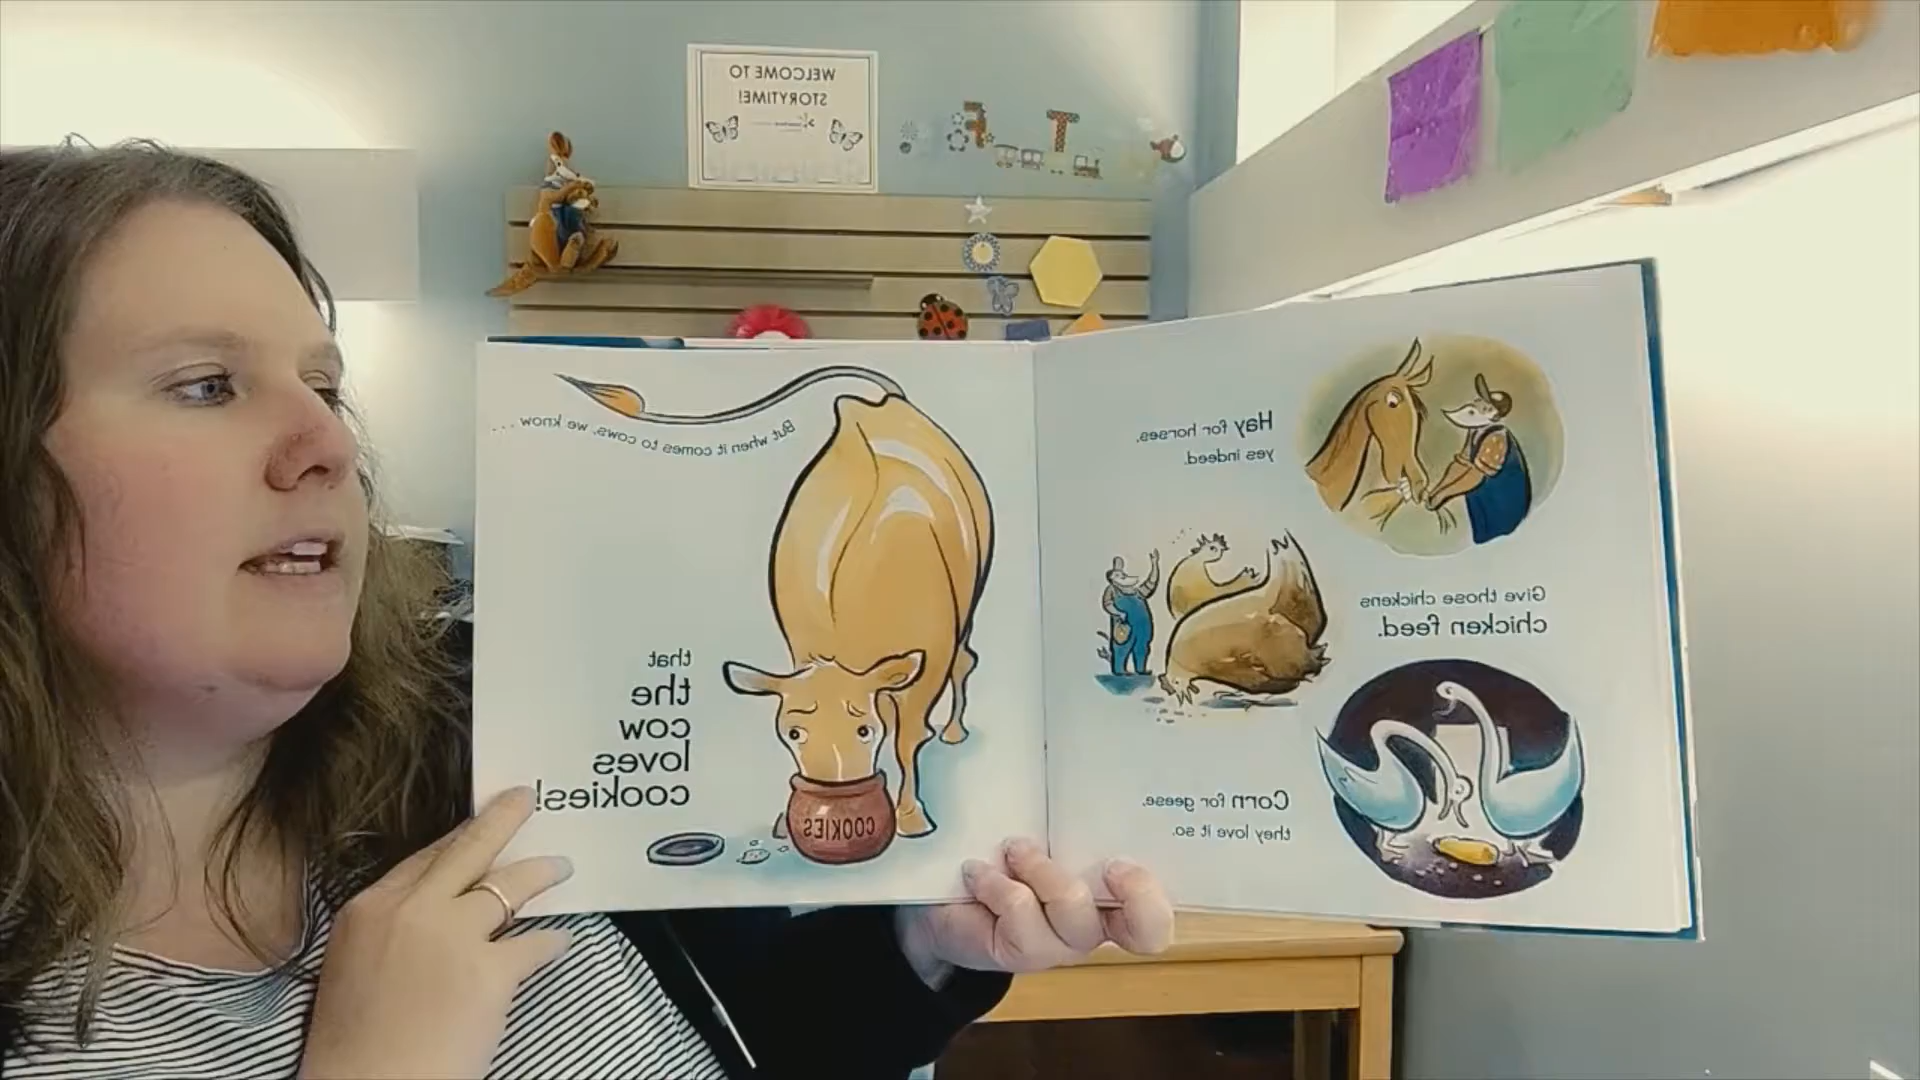 WELCOME TO
STORYTIME!
Hay for horses,
yes indeed.
Give those chickens
chicken feed.
Corn for geese,
they love it so.
But when it comes to cows, we know . . .
that
the
cow
loves
cookies!
COOKIES